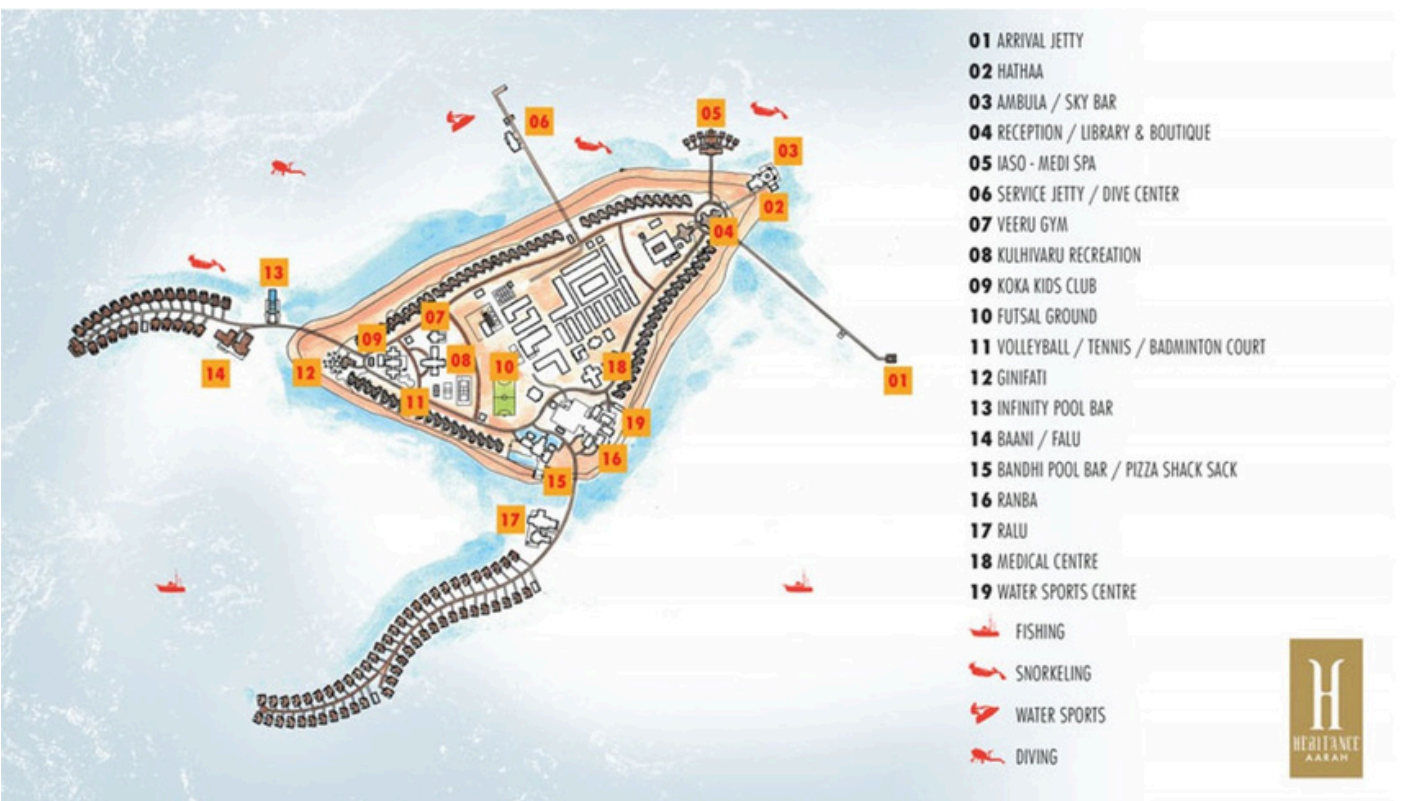 01 ARRIVAL JETTY
02 HATHAA
03 AMBULA / SKY BAR
04 RECEPTION / LIBRARY & BOUTIQUE
05 IASO - MEDI SPA
06 SERVICE JETTY / DIVE CENTER
07 VEERU GYM
08 KULHIVARU RECREATION
09 KOKA KIDS CLUB
10 FUTSAL GROUND
11 VOLLEYBALL / TENNIS / BADMINTON COURT
12 GINIFATI
13 INFINITY POOL BAR
14 BAANI / FALU
15 BANDHI POOL BAR / PIZZA SHACK SACK
16 RANBA
17 RALU
18 MEDICAL CENTRE
19 WATER SPORTS CENTRE
FISHING
SNORKELING
WATER SPORTS
DIVING
H
HERITANCE
AARAH
05
06
03
02
04
13
07
09
08
10
18
14
12
11
01
19
16
15
17